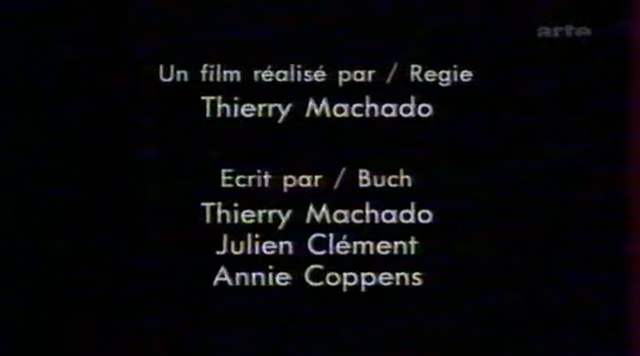 arte
Un film réalisé par / Regie
Thierry Machado
Ecrit par / Buch
Thierry Machado
Julien Clément
Annie Coppens